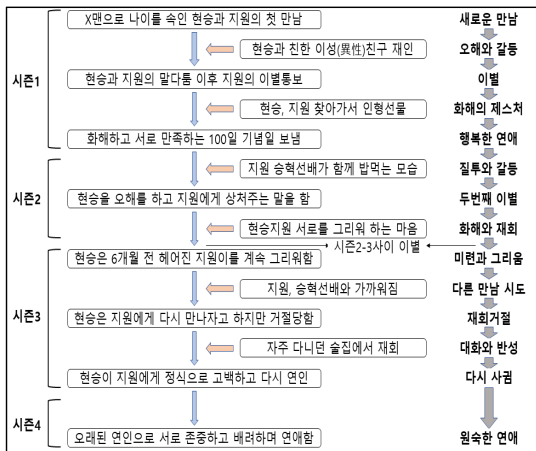 X맨으로 나이를 속인 현승과 지원의 첫 만남
새로운 만남
현승과 친한 이성(異性)친구 재인
오해와 갈등
시즌1
현승과 지원의 말다툼 이후 지원의 이별통보
이별
현승, 지원 찾아가서 인형선물
화해의 제스처
화해하고 서로 만족하는 100일 기념일 보냄
행복한 연애
지원 승혁선배가 함께 밥먹는 모습
질투와 갈등
시즌2
현승을 오해를 하고 지원에게 상처주는 말을 함
두번째 이별
현승지원 서로를 그리워 하는 마음
화해와 재회
시즌2-3사이 이별
현승은 6개월 전 헤어진 지원이를 계속 그리워함
미련과 그리움
지원, 승혁선배와 가까워짐
다른 만남 시도
시즌3
현승은 지원에게 다시 만나자고 하지만 거절당함
재회거절
자주 다니던 술집에서 재회
대화와 반성
현승이 지원에게 정식으로 고백하고 다시 연인
다시 사귐
시즌4
오래된 연인으로 서로 존중하고 배려하며 연애함
원숙한 연애